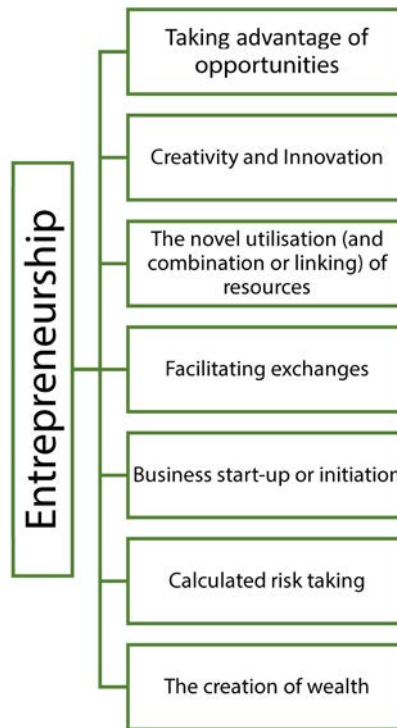 Entrepreneurship
Taking advantage of
opportunities
Creativity and Innovation
The novel utilisation (and
combination or linking) of
resources
Facilitating exchanges
Business start-up or initiation
Calculated risk taking
The creation of wealth